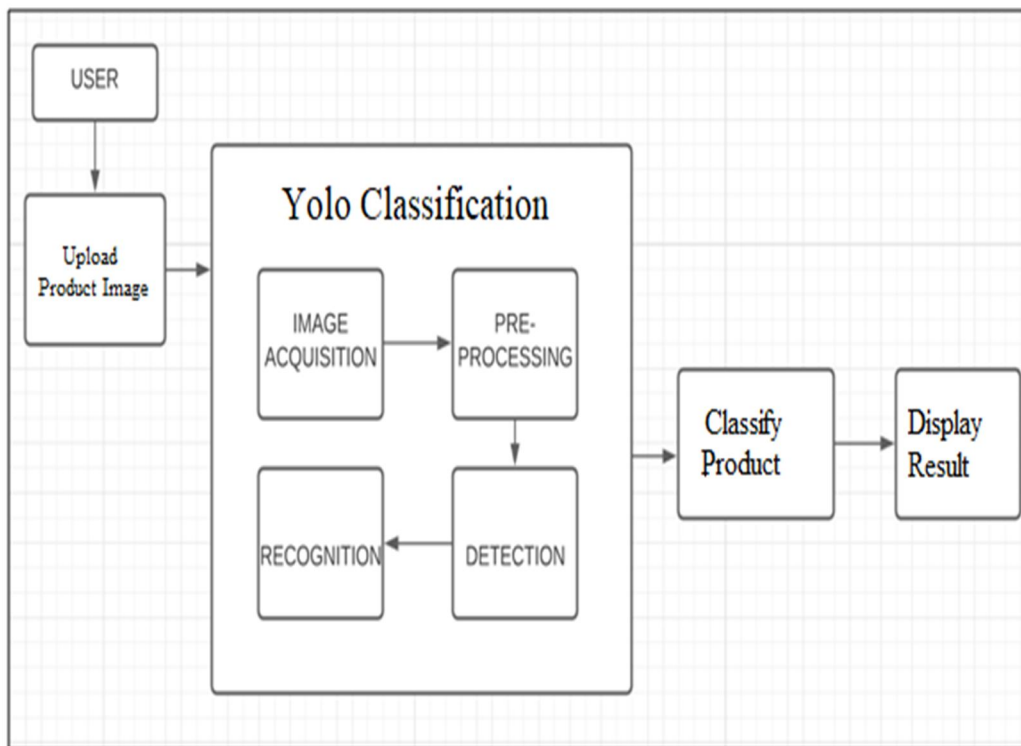 USER
Upload
Product Image
Yolo Classification
IMAGE
ACQUISITION
PRE-
PROCESSING
RECOGNITION
DETECTION
Classify
Product
Display
Result